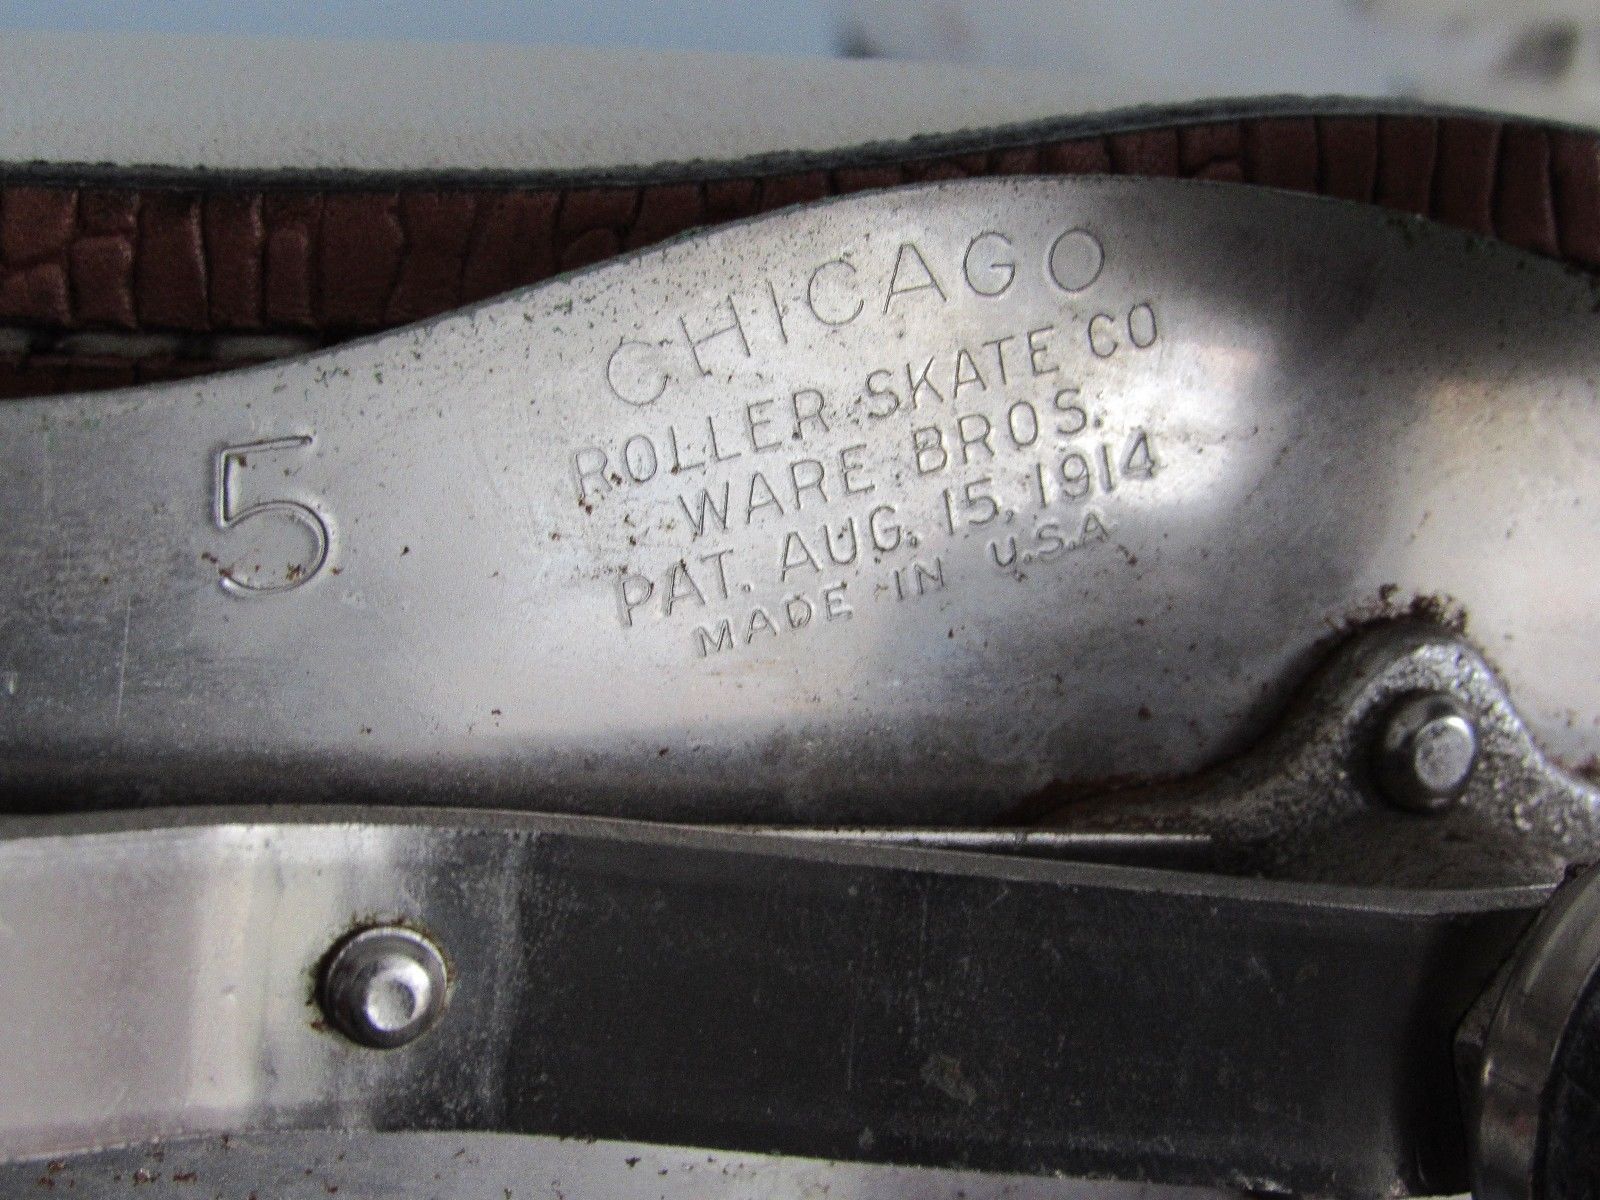 5
CHICAGO
ROLLER SKATE CO
WARE BROS.
PAT. AUG. 15, 1914
MADE IN U.S.A